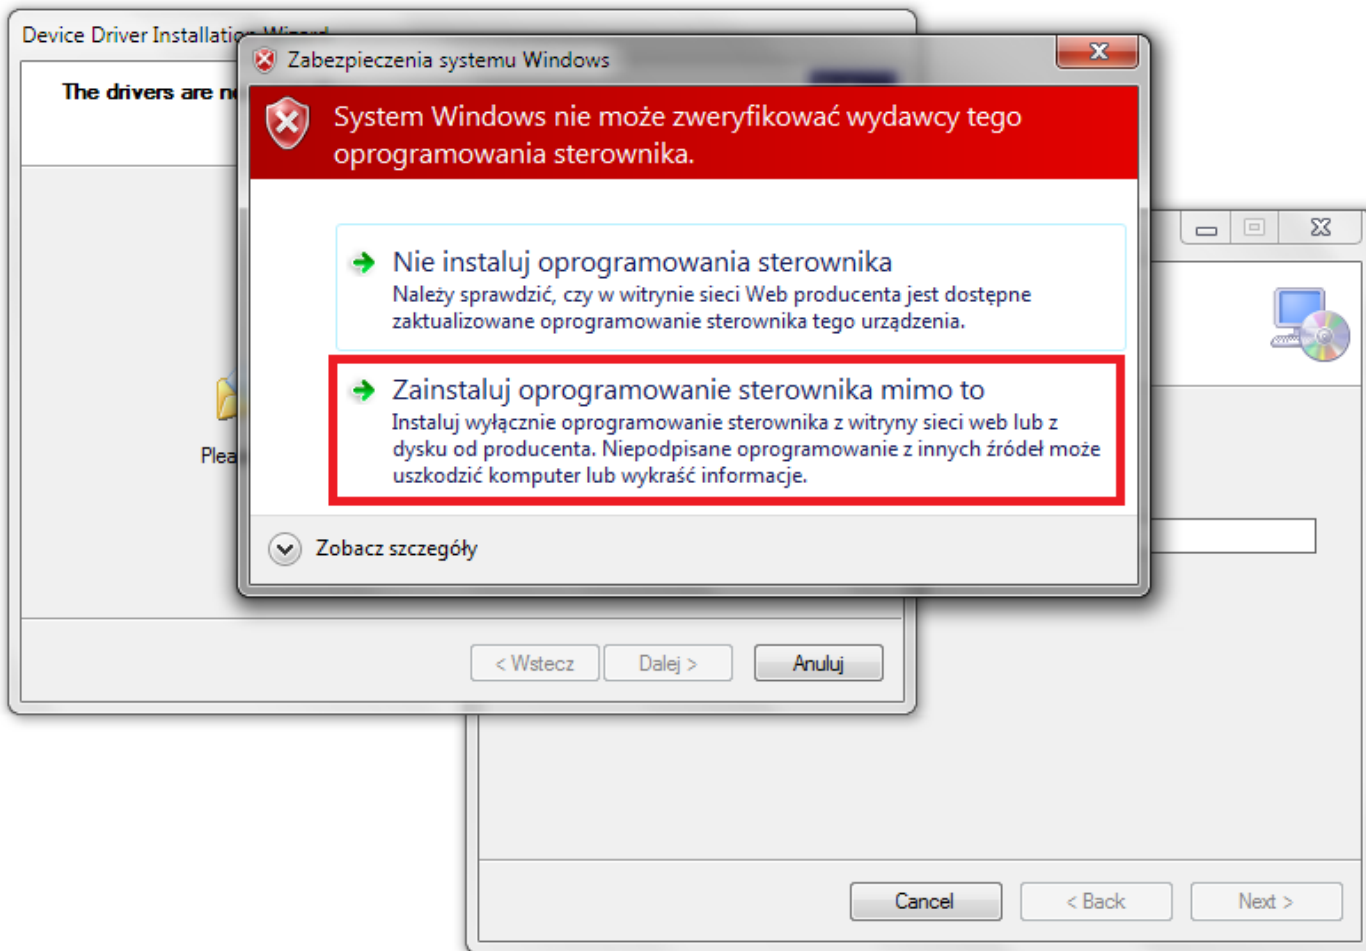 Device Driver Installation Wizard
The drivers are
Zabezpieczenia systemu Windows
System Windows nie może zweryfikować wydawcy tego
oprogramowania sterownika.
Nie instaluj oprogramowania sterownika
Należy sprawdzić, czy w witrynie sieci Web producenta jest dostępne
zaktualizowane oprogramowanie sterownika tego urządzenia.
Zainstaluj oprogramowanie sterownika mimo to
Instaluj wyłącznie oprogramowanie sterownika z witryny sieci web lub z
dysku od producenta. Niepodpisane oprogramowanie z innych źródeł może
uszkodzić komputer lub wykraść informacje.
Zobacz szczegóły
< Wstecz
Dalej >
Anuluj
Cancel
< Back
Next >